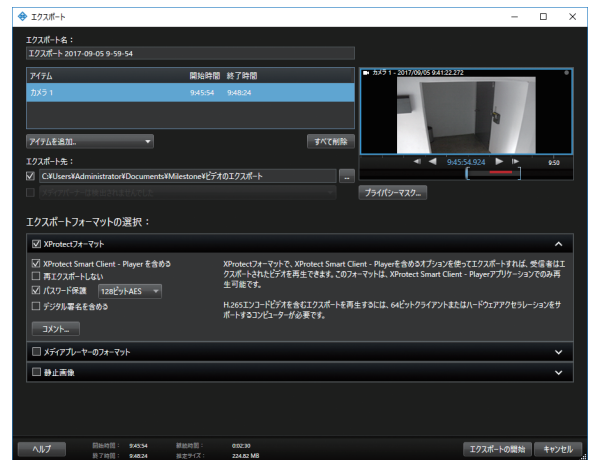 エクスポート
エクスポート名：
エクスポート 2017-09-05 9-59-54
アイテム 開始時間 終了時間
カメラ 1 9:45:54 9:48:24
カメラ 1 - 2017/09/05 9:41:22.272
アイテムを追加.. すべて削除
9:45:54.924 9:50
エクスポート先：
C:¥Users¥Administrator¥Documents¥Milestone¥ビデオのエクスポート ...
プライバシーマスク...
エクスポートフォーマットの選択：
XProtectフォーマット
XProtect Smart Client - Player を含める
再エクスポートしない
パスワード保護 128ビットAES
デジタル署名を含める
コメント...
XProtectフォーマットで、XProtect Smart Client - Playerを含めるオプションを使ってエクスポートすれば、受信者はエ
クスポートされたビデオを再生できます。このフォーマットは、XProtect Smart Client - Playerアプリケーションでのみ再
生可能です。
H.265エンコードビデオを含むエクスポートを再生するには、64ビットクライアントまたはハードウェアアクセラレーションをサ
ポートするコンピューターが必要です。
メディアプレーヤーのフォーマット
静止画像
ヘルプ
開始時間： 9:45:54 継続時間： 0:02:30
終了時間： 9:48:24 推定サイズ： 224.82 MB
エクスポートの開始 キャンセル